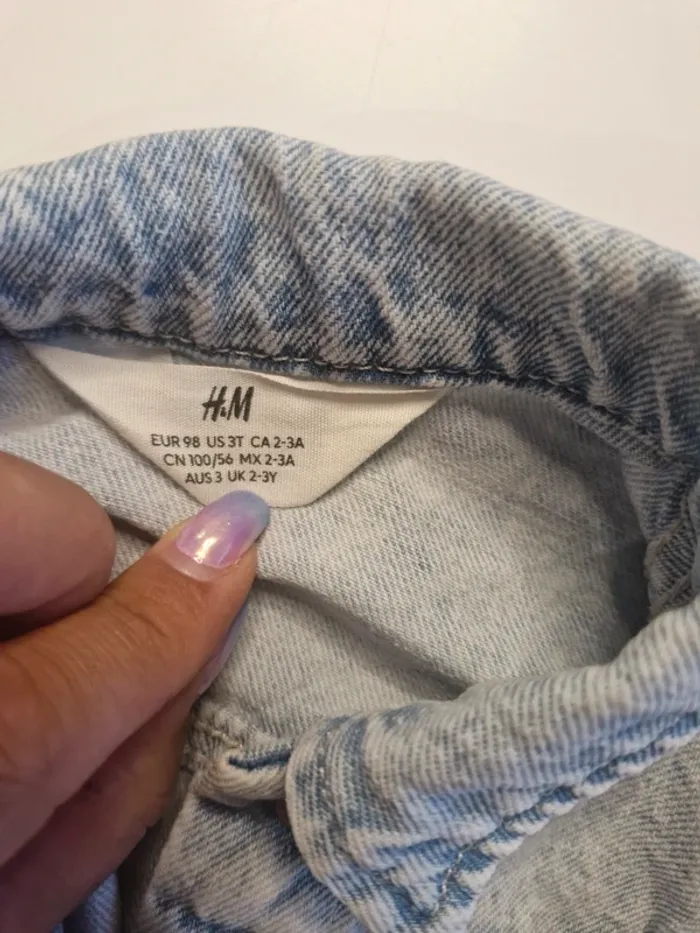 H&M
EUR 98 US 3T CA 2-3A
CN 100/56 MX 2-3A
AUS 3 UK 2-3Y